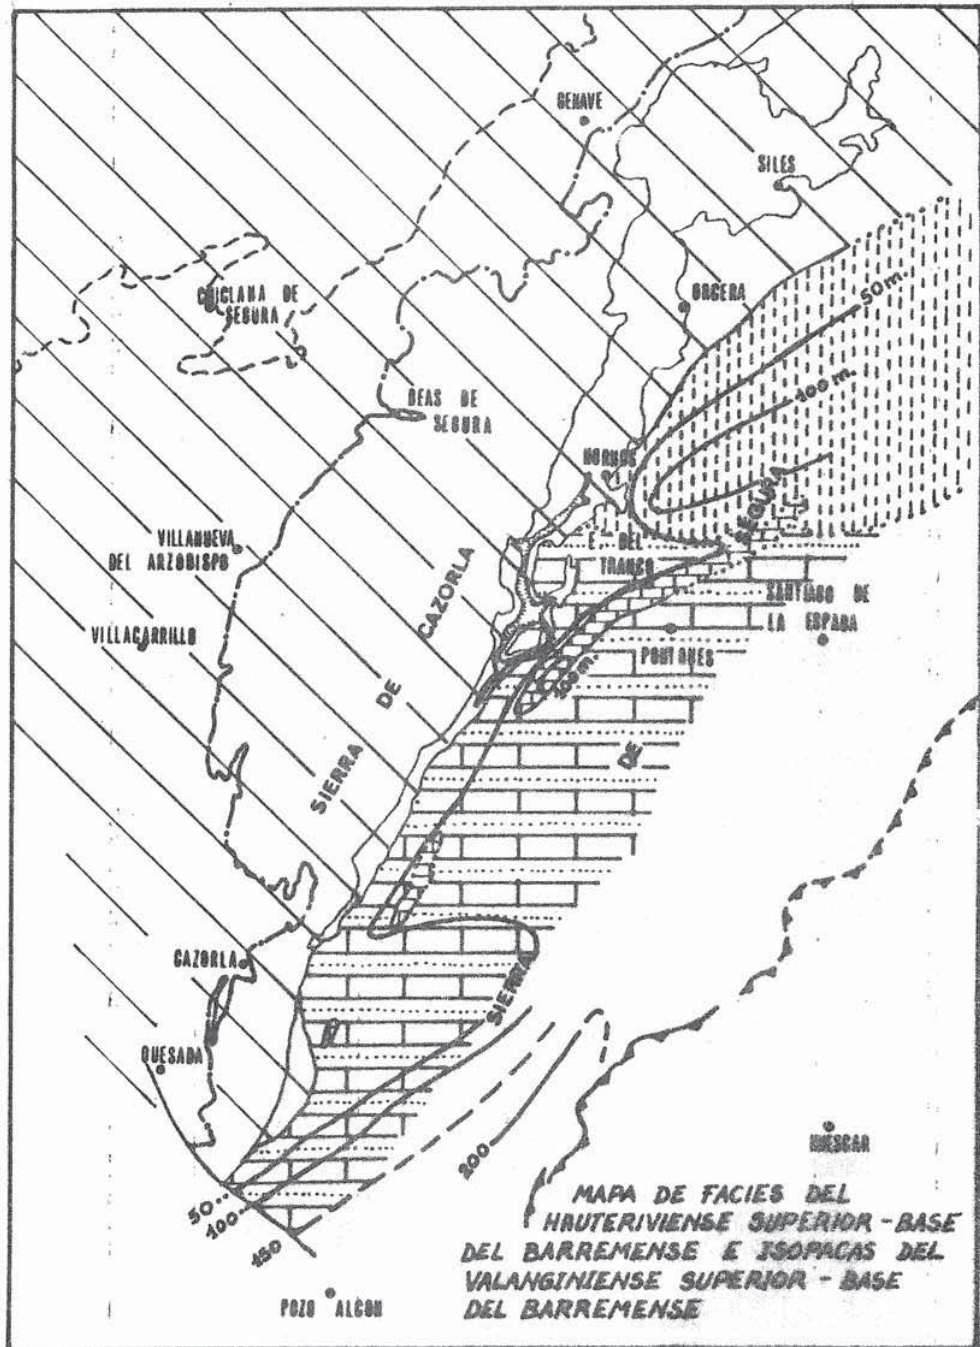 GENAVE
SILES
CHICLANA DE
SEGURA
ORCERA
50 m.
100 m.
BEAS DE
SEGURA
HORNOS
SEGURA
VILLANUEVA
DEL ARZOBISPO
E. DEL
TRANCO
CAZORLA
SANTIAGO DE
LA ESPADA
VILLACARRILLO
PONTONES
100 m.
DE
DE
SIERRA
CAZORLA
SIERRA
QUESADA
200
HUESCAR
50
100
150
MAPA DE FACIES DEL
HAUTERIVIENSE SUPERIOR - BASE
DEL BARREMENSE E ISOPACAS DEL
VALANGINIENSE SUPERIOR - BASE
DEL BARREMENSE
POZO ALCON